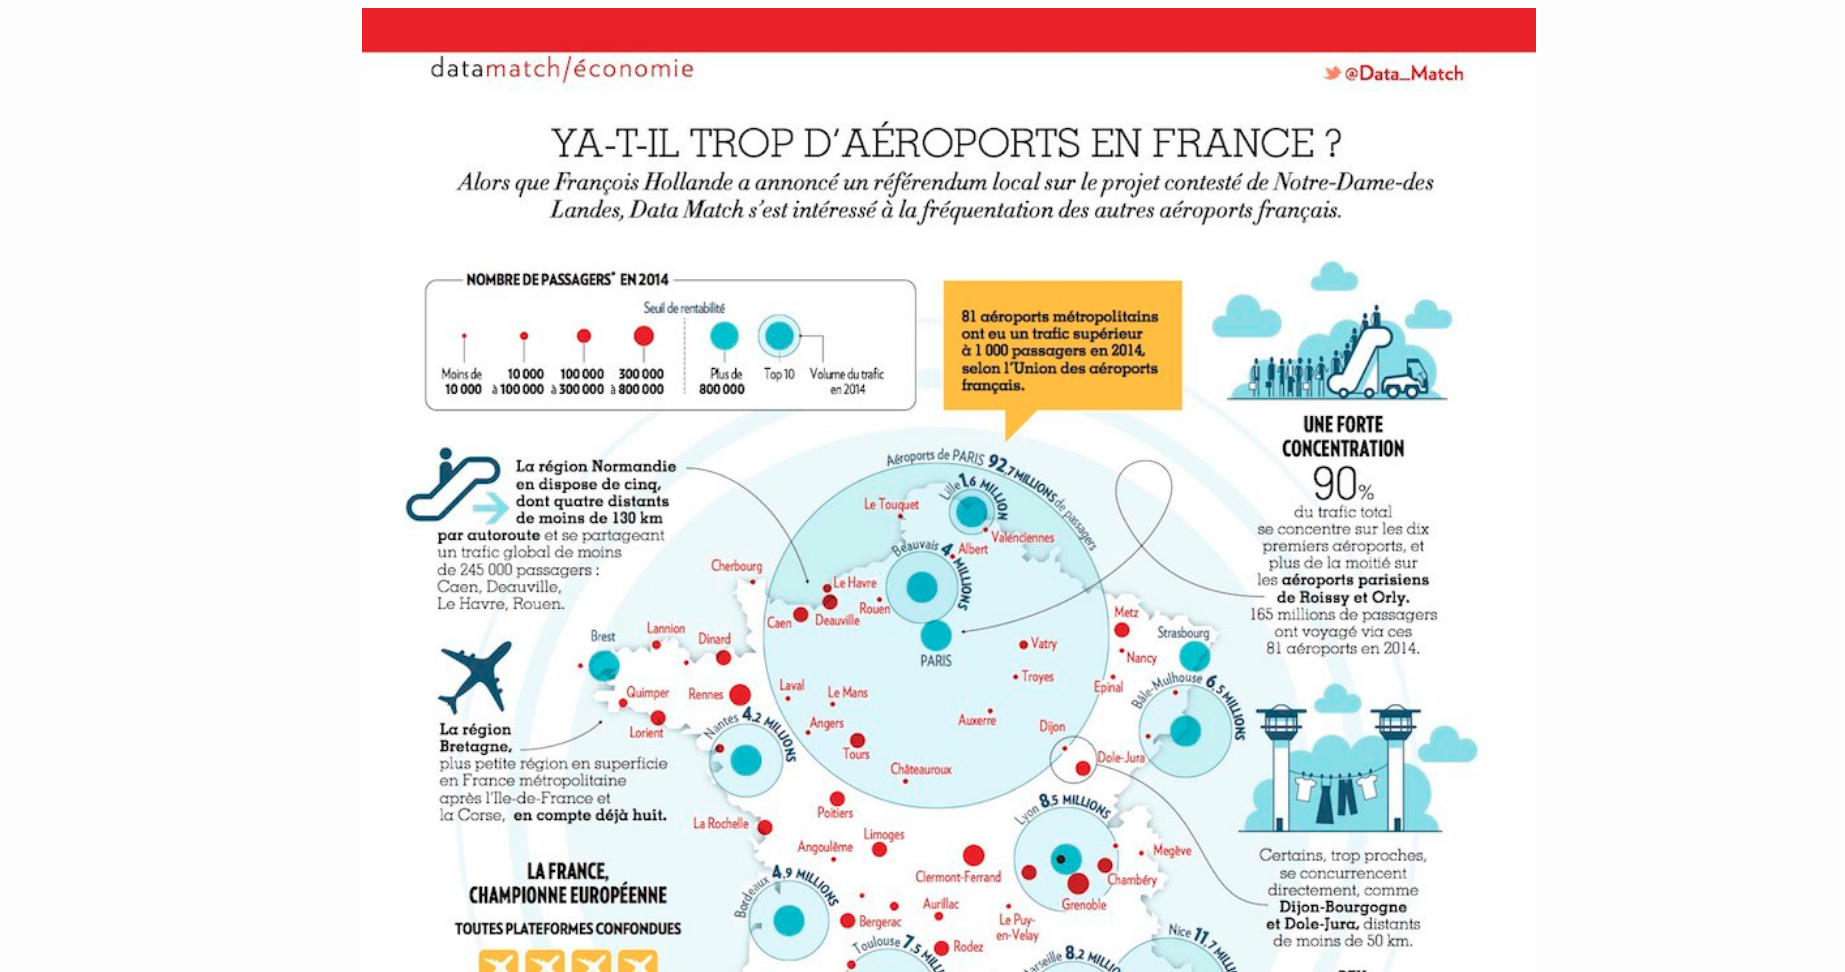 datamatch/économie
@Data_Match
YA-T-IL TROP D'AÉROPORTS EN FRANCE ?
Alors que François Hollande a annoncé un référendum local sur le projet contesté de Notre-Dame-des
Landes, Data Match s'est intéressé à la fréquentation des autres aéroports français.
NOMBRE DE PASSAGERS* EN 2014
Seuil de rentabilité
Moins de
10 000
10 000
à 100 000
100 000
à 300 000
300 000
à 800 000
Plus de
800 000
Top 10
Volume du trafic
en 2014
81 aéroports métropolitains
ont eu un trafic supérieur
à 1 000 passagers en 2014,
selon l'Union des aéroports
français.
UNE FORTE
CONCENTRATION
90%
du trafic total
se concentre sur les dix
premiers aéroports, et
plus de la moitié sur
les aéroports parisiens
de Roissy et Orly.
165 millions de passagers
ont voyagé via ces
81 aéroports en 2014.
La région Normandie
en dispose de cinq,
dont quatre distants
de moins de 130 km
par autoroute et se partageant
un trafic global de moins
de 245 000 passagers :
Caen, Deauville,
Le Havre, Rouen.
Aéroports de PARIS 92,7 MILLIONS de passagers
Lille 1,6 MILLION
Le Touquet
Valenciennes
Albert
Beauvais 4 MILLIONS
Cherbourg
Le Havre
Rouen
Deauville
Caen
PARIS
Metz
Strasbourg
Vatry
Nancy
Troyes
Epinal
Bâle-Mulhouse 6,5 MILLIONS
Brest
Lannion
Dinard
Quimper
Rennes
Lorient
Laval
Le Mans
Angers
Tours
Auxerre
Dijon
Dole-Jura
Châteauroux
Nantes 4,2 MILLIONS
La région
Bretagne,
plus petite région en superficie
en France métropolitaine
après l'Ile-de-France et
la Corse, en compte déjà huit.
Poitiers
La Rochelle
Limoges
Angoulême
Lyon 8,5 MILLIONS
Megève
Clermont-Ferrand
Chambéry
Grenoble
Aurillac
Le Puy-
en-Velay
Bordeaux 4,9 MILLIONS
Bergerac
Rodez
Toulouse 7,5
Nice 11,7
8,2
LA FRANCE,
CHAMPIONNE EUROPÉENNE
TOUTES PLATEFORMES CONFONDUES
Certains, trop proches,
se concurrencent
directement, comme
Dijon-Bourgogne
et Dole-Jura, distants
de moins de 50 km.